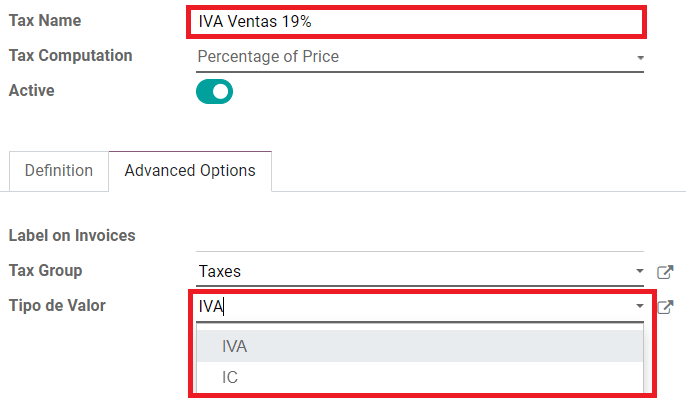 Tax Name IVA Ventas 19%
Tax Computation Percentage of Price
Active
Definition Advanced Options
Label on Invoices
Tax Group Taxes
Tipo de Valor IVA
IVA
IC